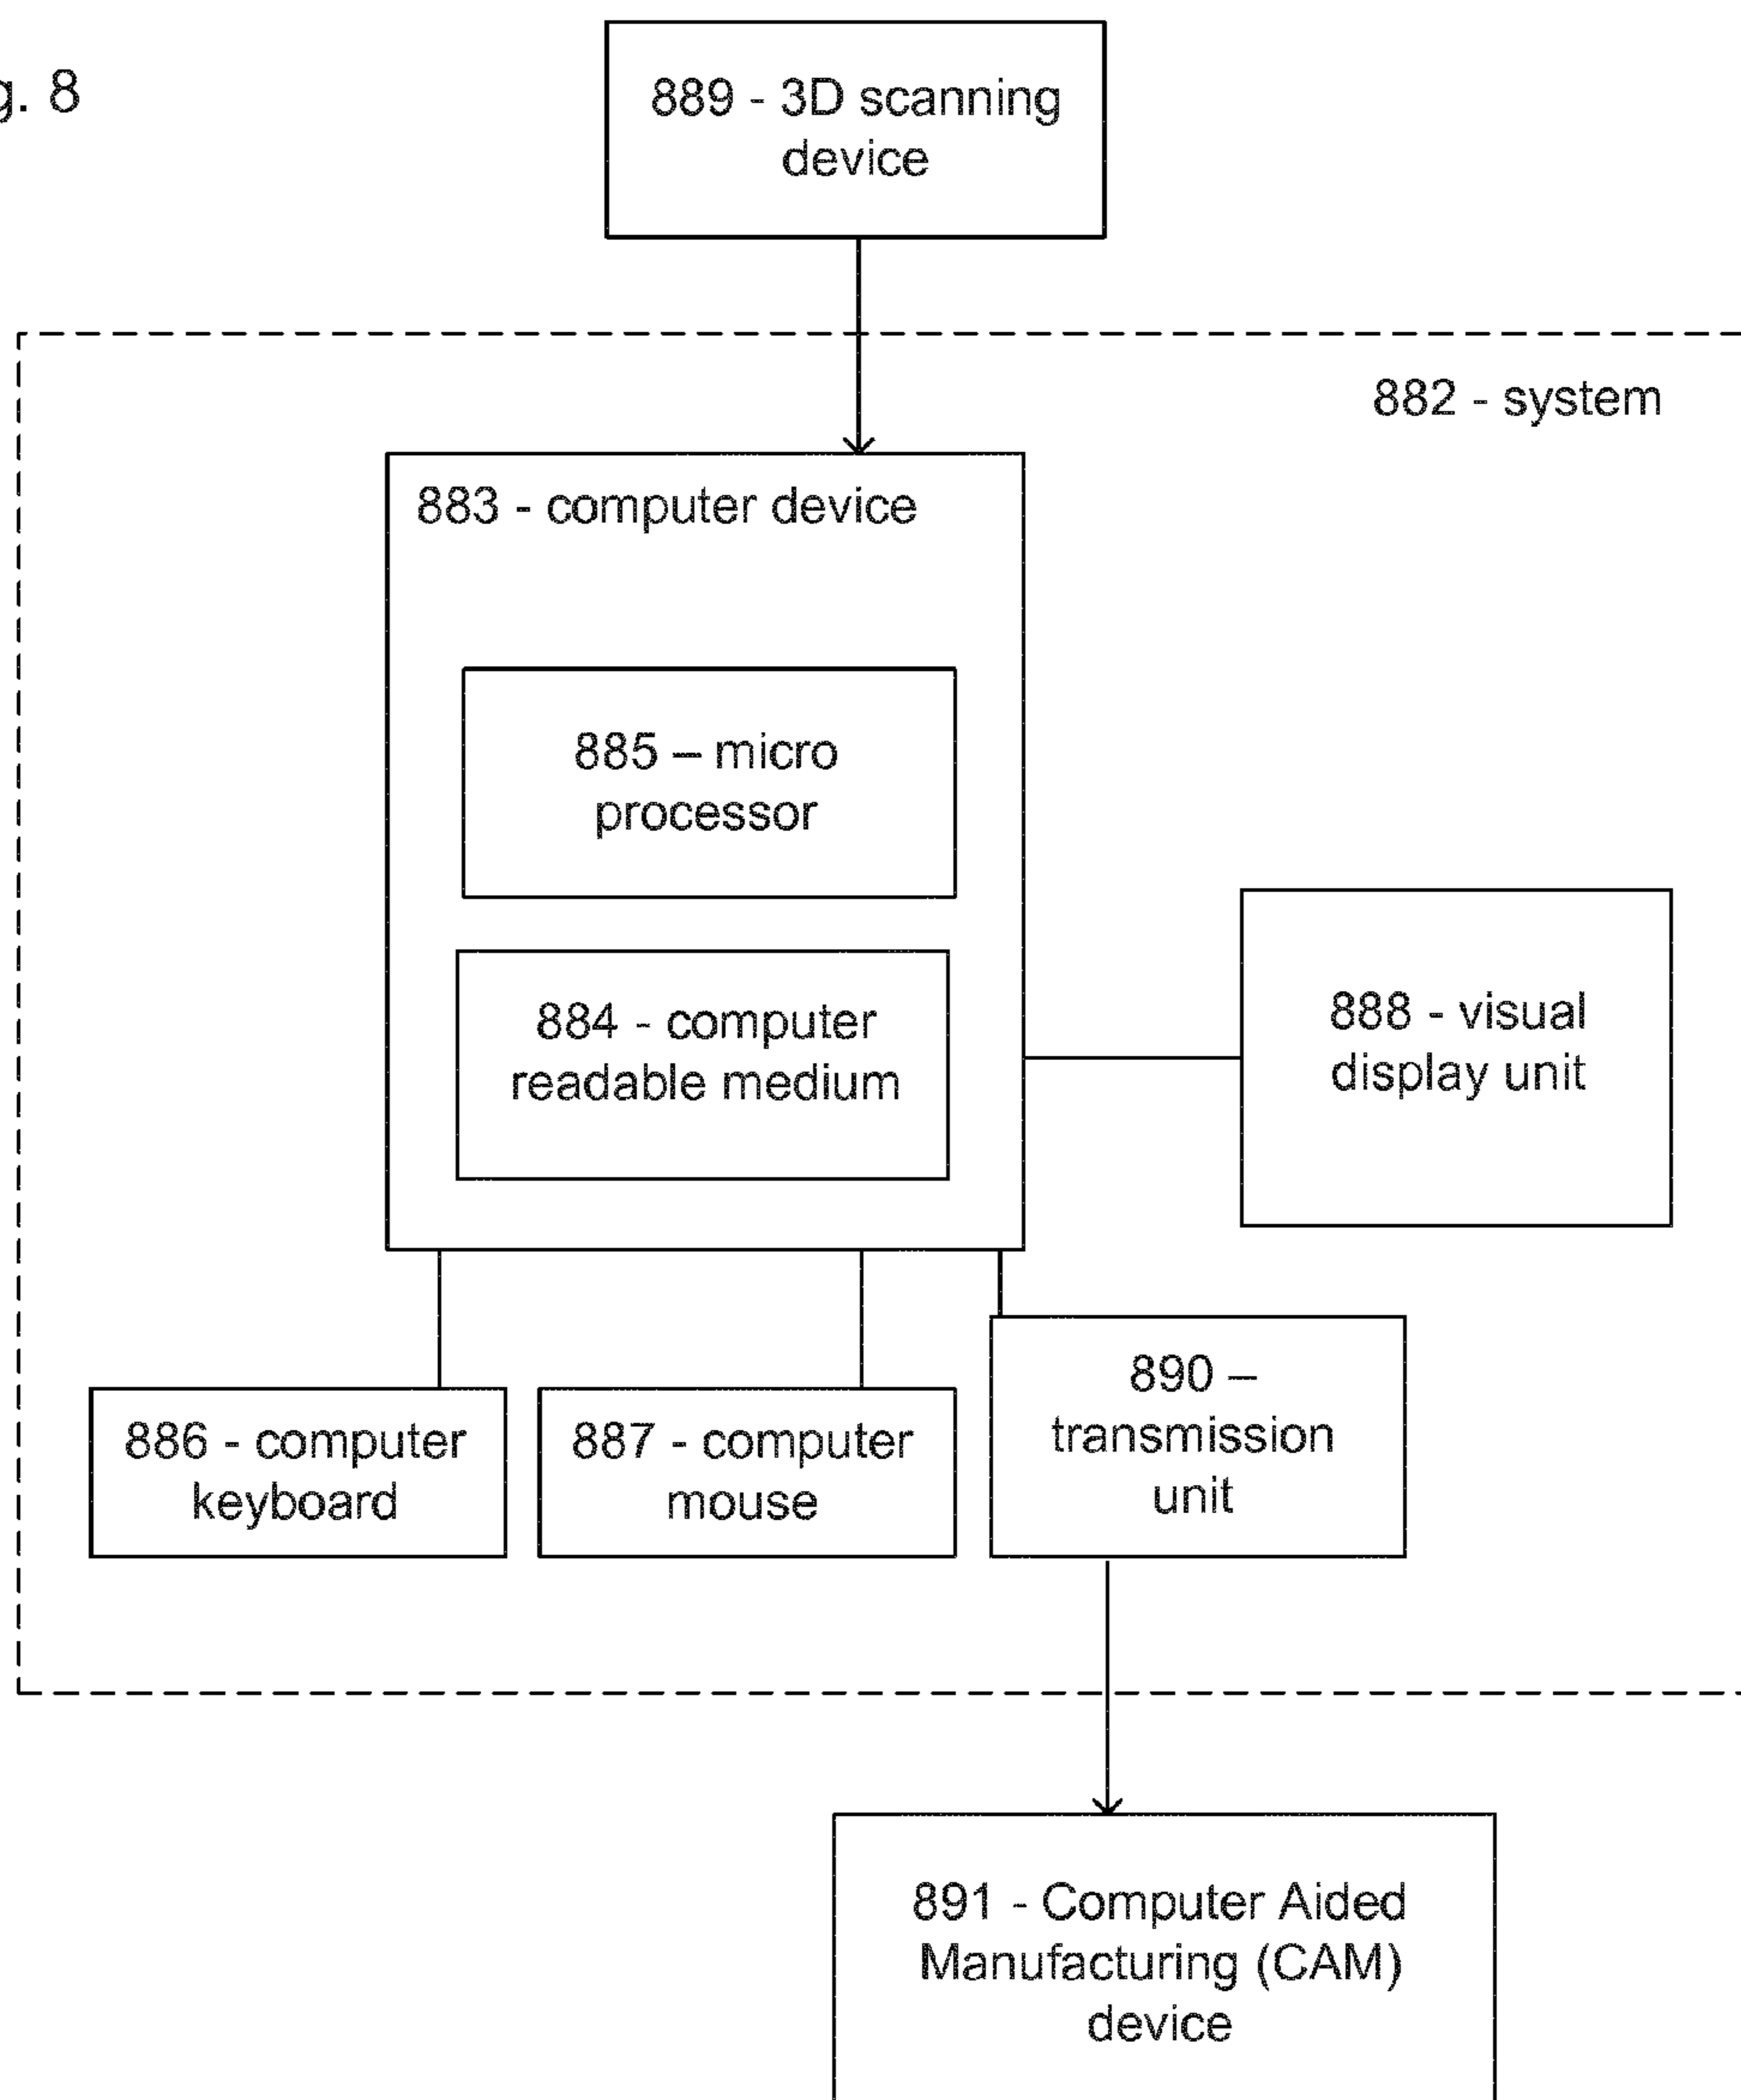 g. 8
889 - 3D scanning
device
882 - system
883 - computer device
885 – micro
processor
884 - computer
readable medium
888 - visual
display unit
886 - computer
keyboard
887 - computer
mouse
890 –
transmission
unit
891 - Computer Aided
Manufacturing (CAM)
device